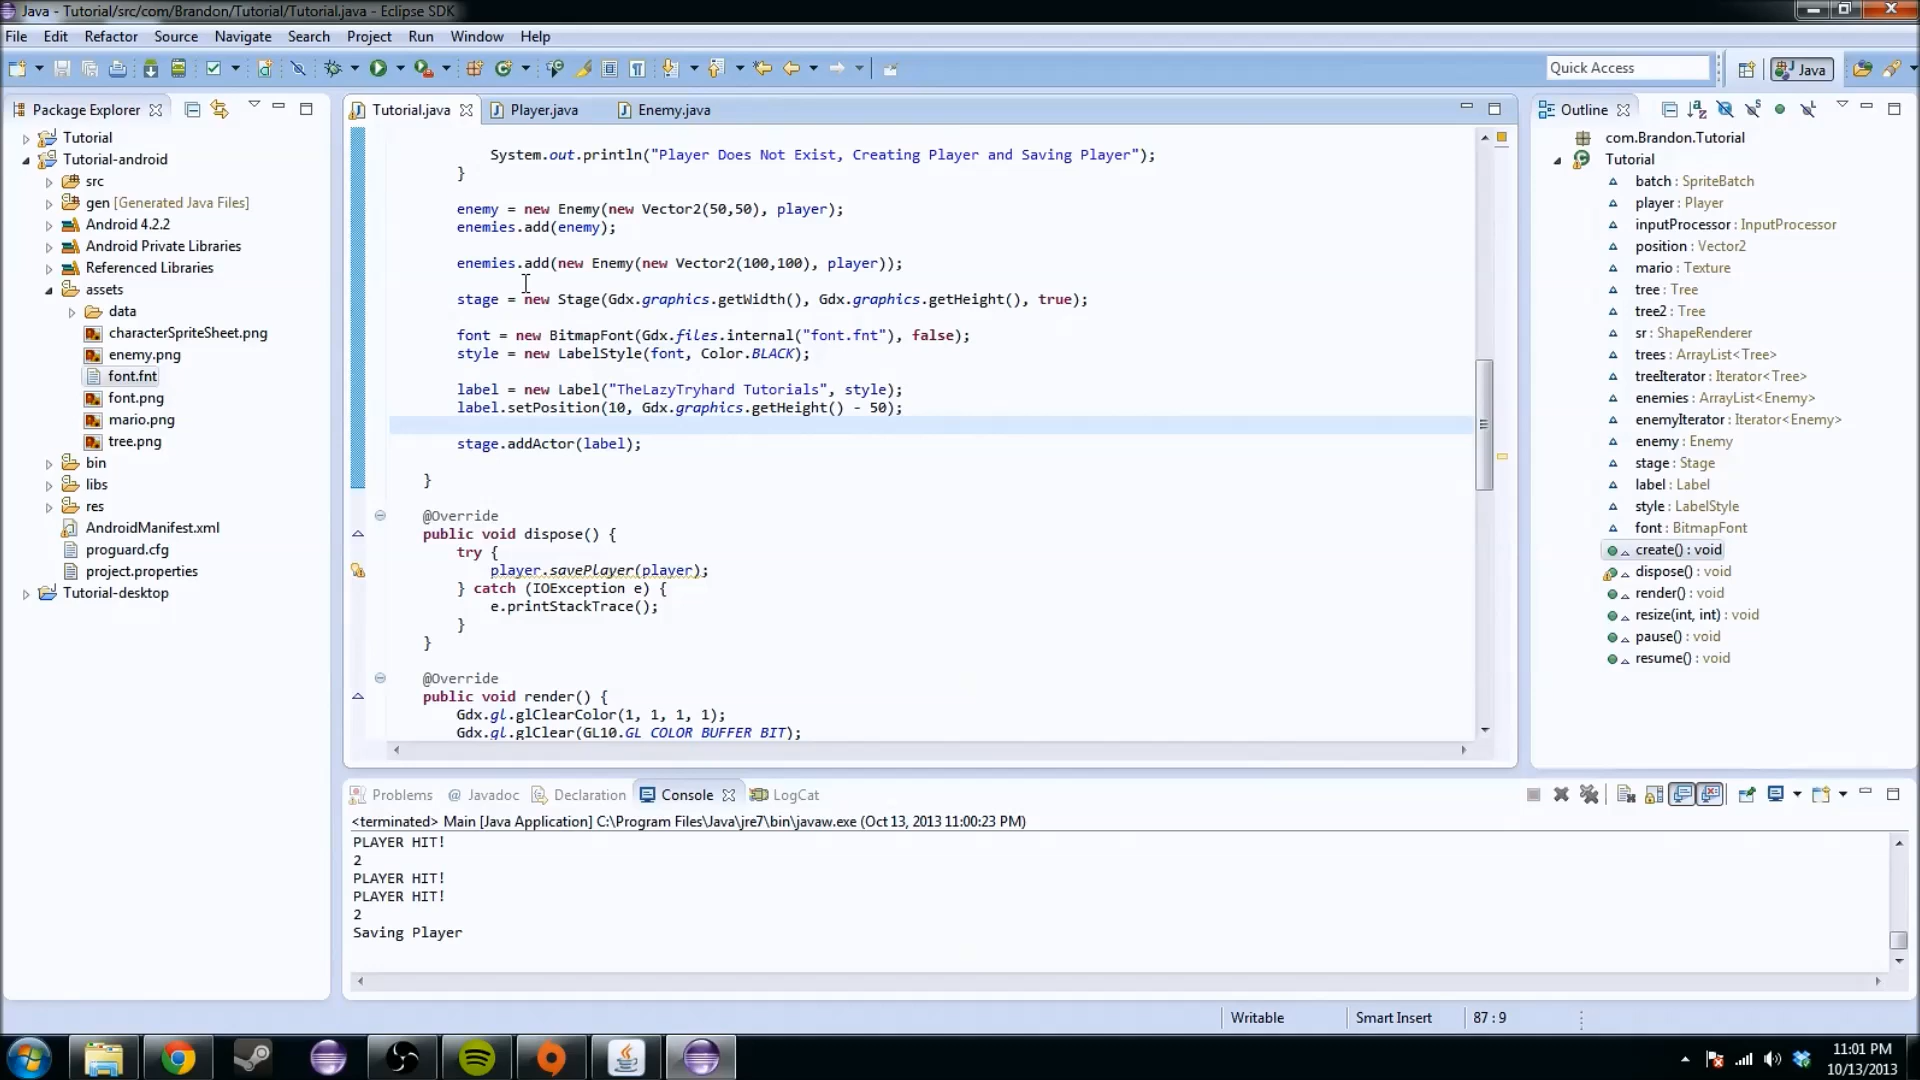 Java - Tutorial/src/com/Brandon/Tutorial/Tutorial.java - Eclipse SDK
File Edit Refactor Source Navigate Search Project Run Window Help
Quick Access
Java
Package Explorer
Tutorial
Tutorial-android
src
gen [Generated Java Files]
Android 4.2.2
Android Private Libraries
Referenced Libraries
assets
data
characterSpriteSheet.png
enemy.png
font.fnt
font.png
mario.png
tree.png
bin
libs
res
AndroidManifest.xml
proguard.cfg
project.properties
Tutorial-desktop
Tutorial.java Player.java Enemy.java
System.out.println("Player Does Not Exist, Creating Player and Saving Player");
}
enemy = new Enemy(new Vector2(50,50), player);
enemies.add(enemy);
enemies.add(new Enemy(new Vector2(100,100), player));
stage = new Stage(Gdx.graphics.getWidth(), Gdx.graphics.getHeight(), true);
font = new BitmapFont(Gdx.files.internal("font.fnt"), false);
style = new LabelStyle(font, Color.BLACK);
label = new Label("TheLazyTryhard Tutorials", style);
label.setPosition(10, Gdx.graphics.getHeight() - 50);
stage.addActor(label);
}
@Override
public void dispose() {
try {
player.savePlayer(player);
} catch (IOException e) {
e.printStackTrace();
}
}
@Override
public void render() {
Gdx.gl.glClearColor(1, 1, 1, 1);
Gdx.gl.glClear(GL10.GL_COLOR_BUFFER_BIT);
Outline
com.Brandon.Tutorial
Tutorial
batch : SpriteBatch
player : Player
inputProcessor : InputProcessor
position : Vector2
mario : Texture
tree : Tree
tree2 : Tree
sr : ShapeRenderer
trees : ArrayList<Tree>
treeIterator : Iterator<Tree>
enemies : ArrayList<Enemy>
enemyIterator : Iterator<Enemy>
enemy : Enemy
stage : Stage
label : Label
style : LabelStyle
font : BitmapFont
create() : void
dispose() : void
render() : void
resize(int, int) : void
pause() : void
resume() : void
Problems @ Javadoc Declaration Console LogCat
<terminated> Main [Java Application] C:\Program Files\Java\jre7\bin\javaw.exe (Oct 13, 2013 11:00:23 PM)
PLAYER HIT!
2
PLAYER HIT!
PLAYER HIT!
2
Saving Player
Writable Smart Insert 87 : 9
11:01 PM
10/13/2013